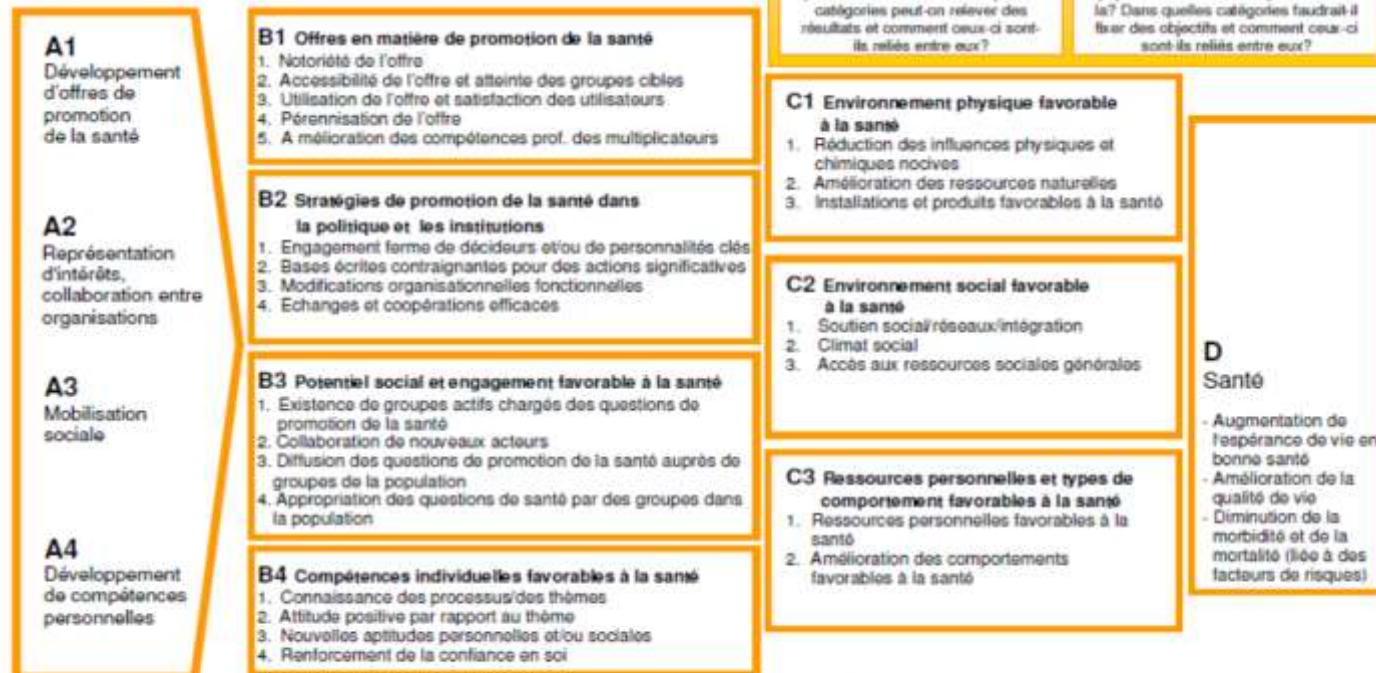 A1
Développement
d'offres de
promotion
de la santé
A2
Représentation
d'intérêts,
collaboration entre
organisations
A3
Mobilisation
sociale
A4
Développement
de compétences
personnelles
B1 Offres en matière de promotion de la santé
1. Notoriété de l'offre
2. Accessibilité de l'offre et atteinte des groupes cibles
3. Utilisation de l'offre et satisfaction des utilisateurs
4. Pérennisation de l'offre
5. A mélioration des compétences prof. des multiplicateurs
B2 Stratégies de promotion de la santé dans
la politique et les institutions
1. Engagement ferme de décideurs et/ou de personnalités clés
2. Bases écrites contraignantes pour des actions significatives
3. Modifications organisationnelles fonctionnelles
4. Echanges et coopérations efficaces
B3 Potentiel social et engagement favorable à la santé
1. Existence de groupes actifs chargés des questions de
promotion de la santé
2. Collaboration de nouveaux acteurs
3. Diffusion des questions de promotion de la santé auprès de
groupes de la population
4. Appropriation des questions de santé par des groupes dans
la population
B4 Compétences individuelles favorables à la santé
1. Connaissance des processus/des thèmes
2. Attitude positive par rapport au thème
3. Nouvelles aptitudes personnelles et/ou sociales
4. Renforcement de la confiance en soi
catégories peut-on relever des
résultats et comment ceux-ci sont-
ils reliés entre eux?
la? Dans quelles catégories faudrait-il
fixer des objectifs et comment ceux-ci
sont-ils reliés entre eux?
C1 Environnement physique favorable
à la santé
1. Réduction des influences physiques et
chimiques nocives
2. Amélioration des ressources naturelles
3. Installations et produits favorables à la santé
C2 Environnement social favorable
à la santé
1. Soutien social/réseaux/intégration
2. Climat social
3. Accès aux ressources sociales générales
C3 Ressources personnelles et types de
comportement favorables à la santé
1. Ressources personnelles favorables à la
santé
2. Amélioration des comportements
favorables à la santé
D
Santé
- Augmentation de
l'espérance de vie en
bonne santé
- Amélioration de la
qualité de vie
- Diminution de la
morbidité et de la
mortalité (liée à des
facteurs de risques)